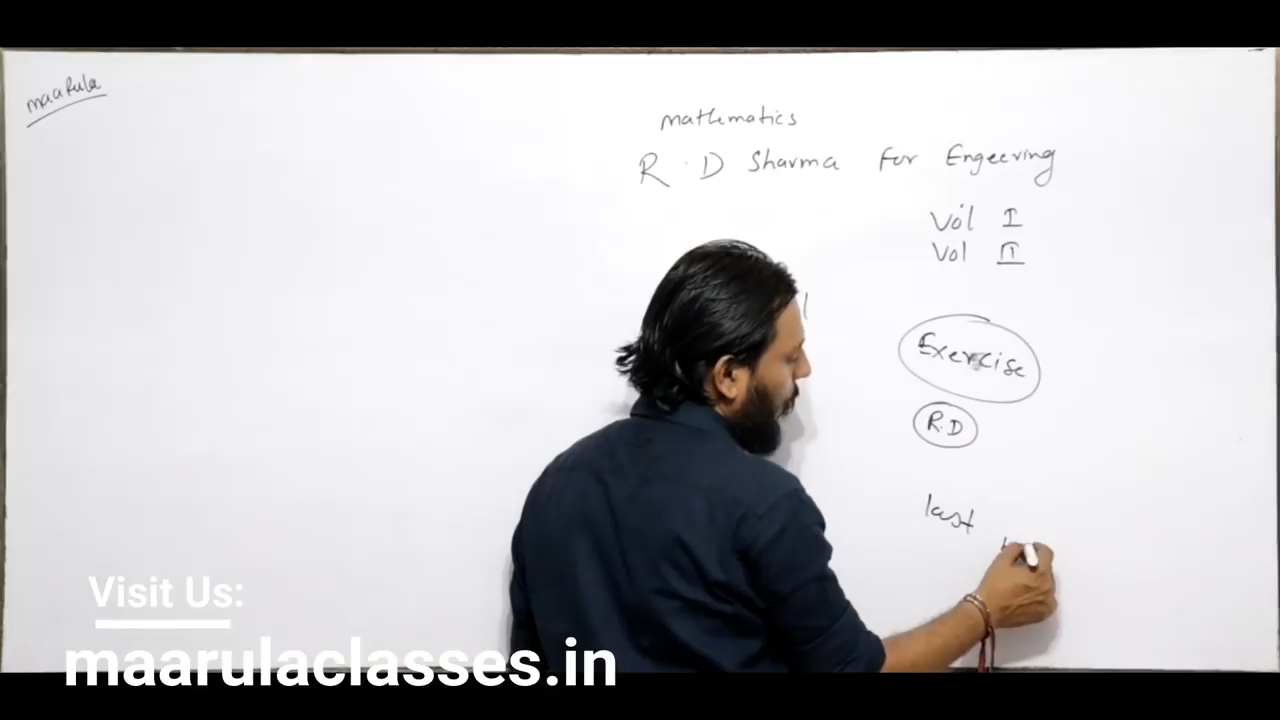 maarula
mathematics
R.D Sharma For Engeering
Vol I
Vol II
Exercise
R.D
last
Visit Us:
maarulaclasses.in